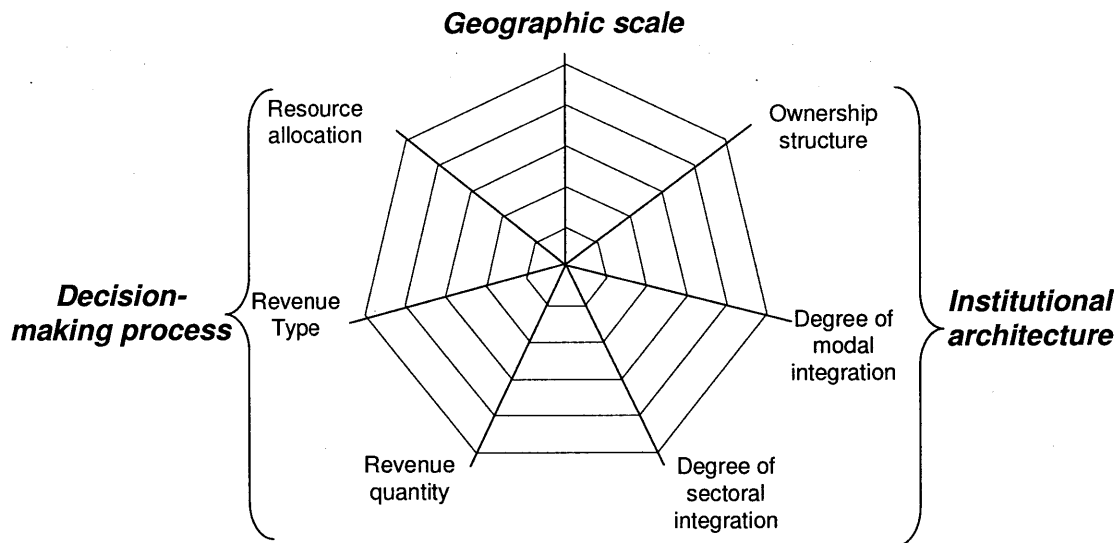 Geographic scale
Resource
allocation
Ownership
structure
Decision-
making process
Revenue
Type
Degree of
modal
integration
Institutional
architecture
Revenue
quantity
Degree of
sectoral
integration